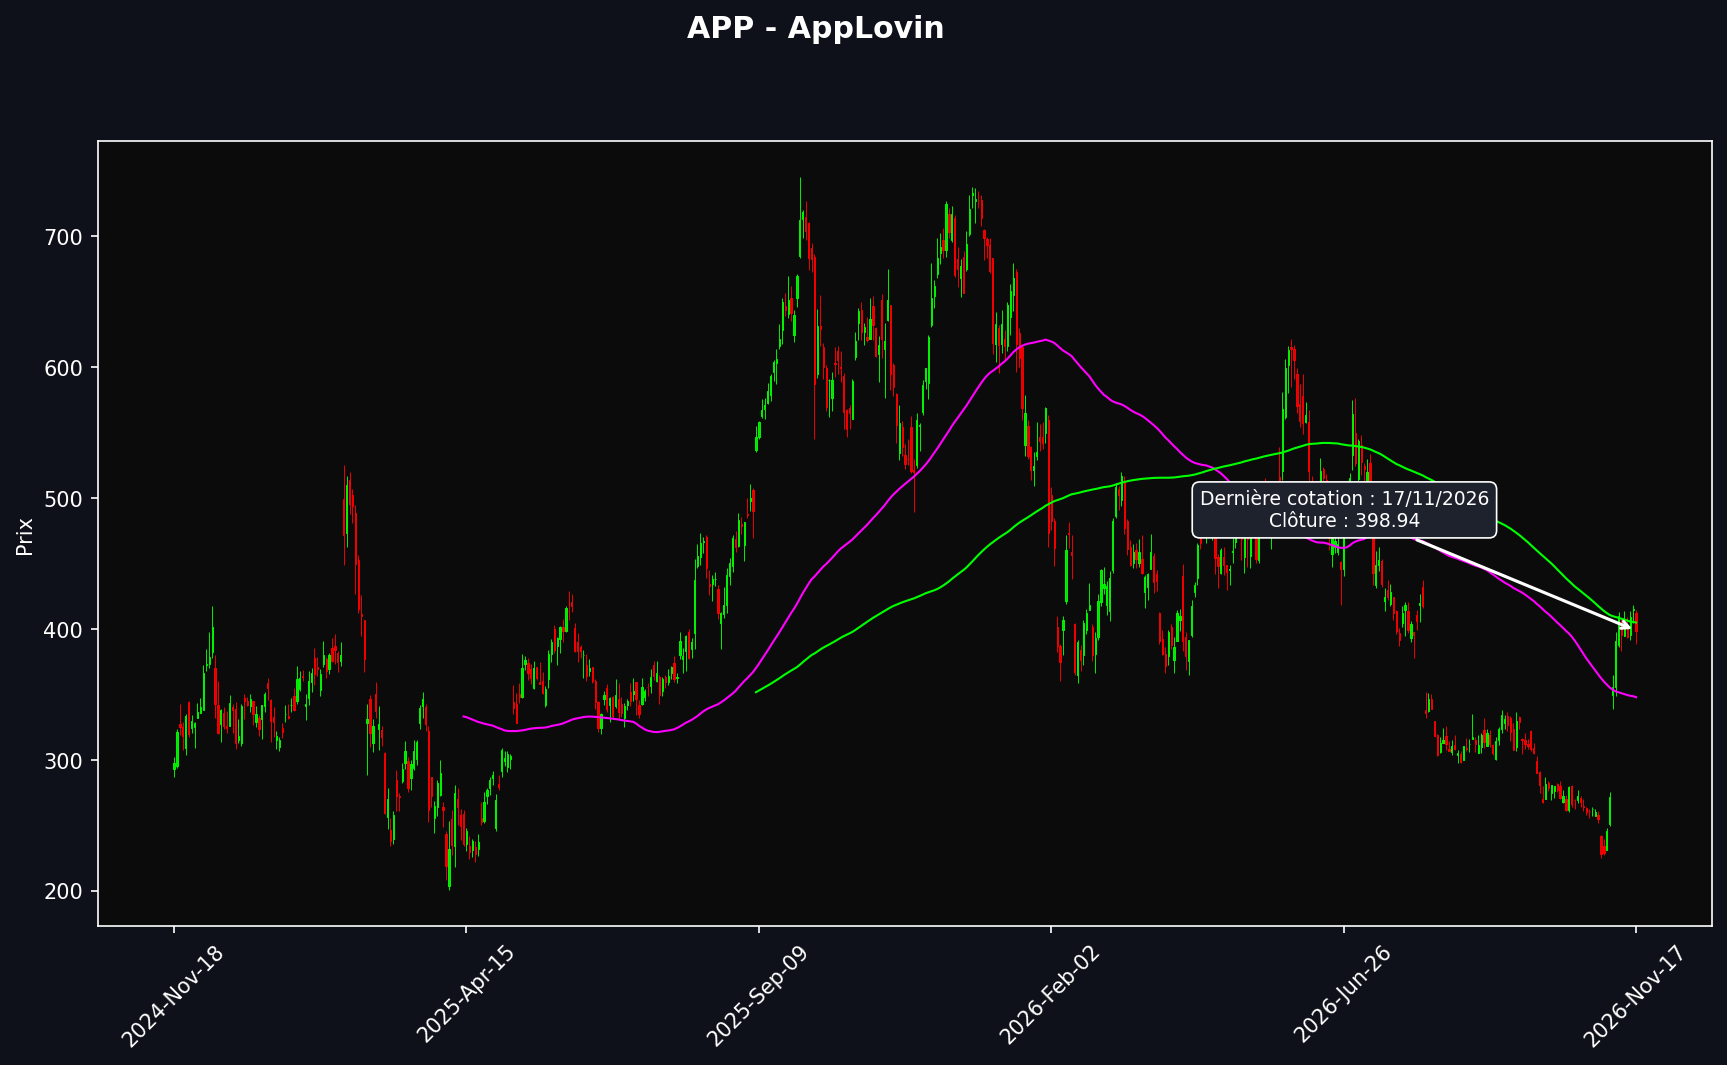 APP - AppLovin
Prix
700
600
500
400
300
200
Dernière cotation : 17/11/2026
Clôture : 398.94
2024-Nov-18
2025-Apr-15
2025-Sep-09
2026-Feb-02
2026-Jun-26
2026-Nov-17